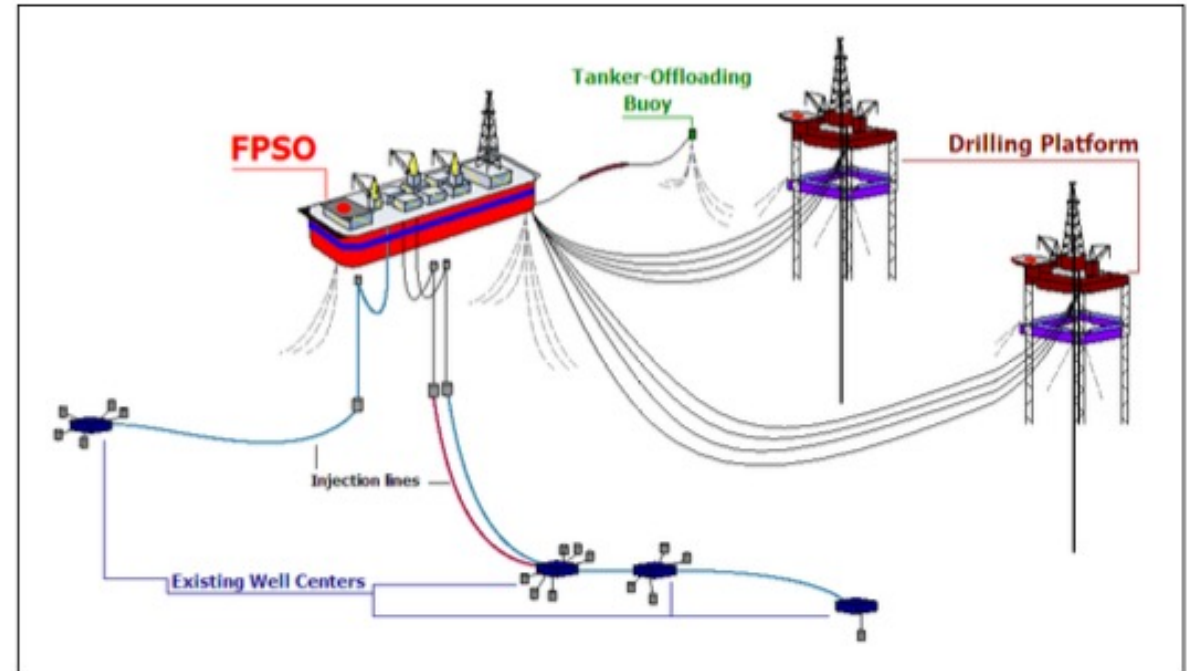 Tanker-Offloading
Buoy
FPSO
Drilling Platform
Injection lines
Existing Well Centers